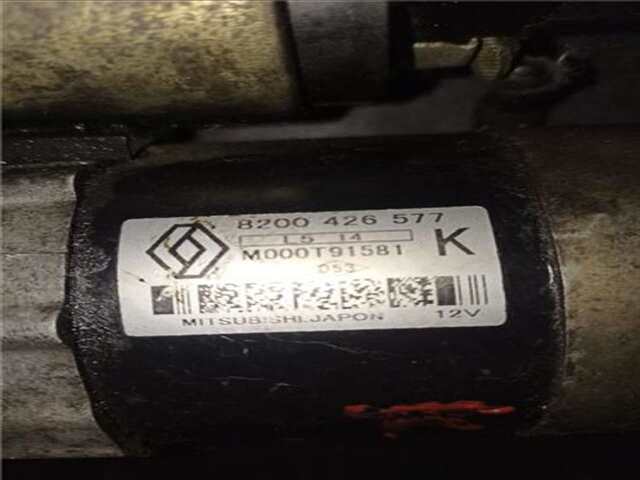 8200 426 577
L5 14
M000T91581 K
053
MITSUBISHI.JAPON 12V